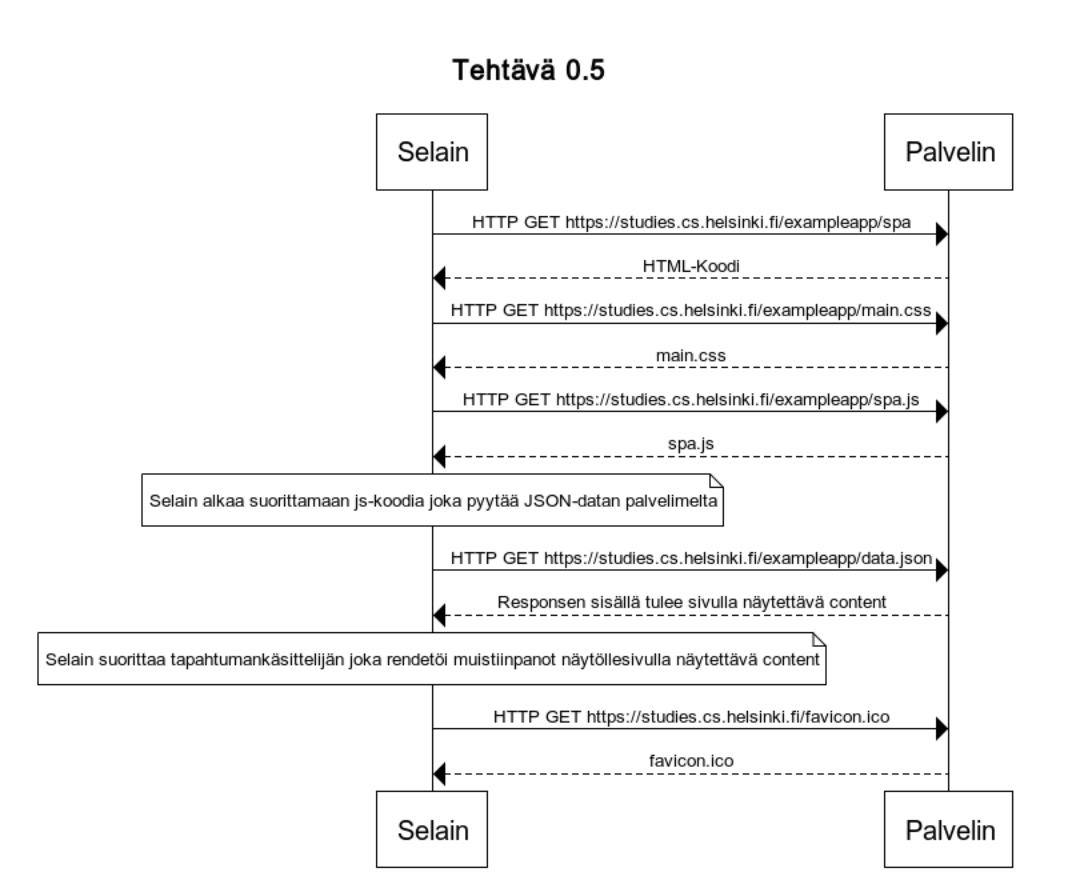 Tehtävä 0.5
Selain
Palvelin
HTTP GET https://studies.cs.helsinki.fi/exampleapp/spa
HTML-Koodi
HTTP GET https://studies.cs.helsinki.fi/exampleapp/main.css
main.css
HTTP GET https://studies.cs.helsinki.fi/exampleapp/spa.js
spa.js
Selain alkaa suorittamaan js-koodia joka pyytää JSON-datan palvelimelta
HTTP GET https://studies.cs.helsinki.fi/exampleapp/data.json
Responsen sisällä tulee sivulla näytettävä content
Selain suorittaa tapahtumankäsittelijän joka rendetöi muistiinpanot näytöllesivulla näytettävä content
HTTP GET https://studies.cs.helsinki.fi/favicon.ico
favicon.ico
Selain
Palvelin